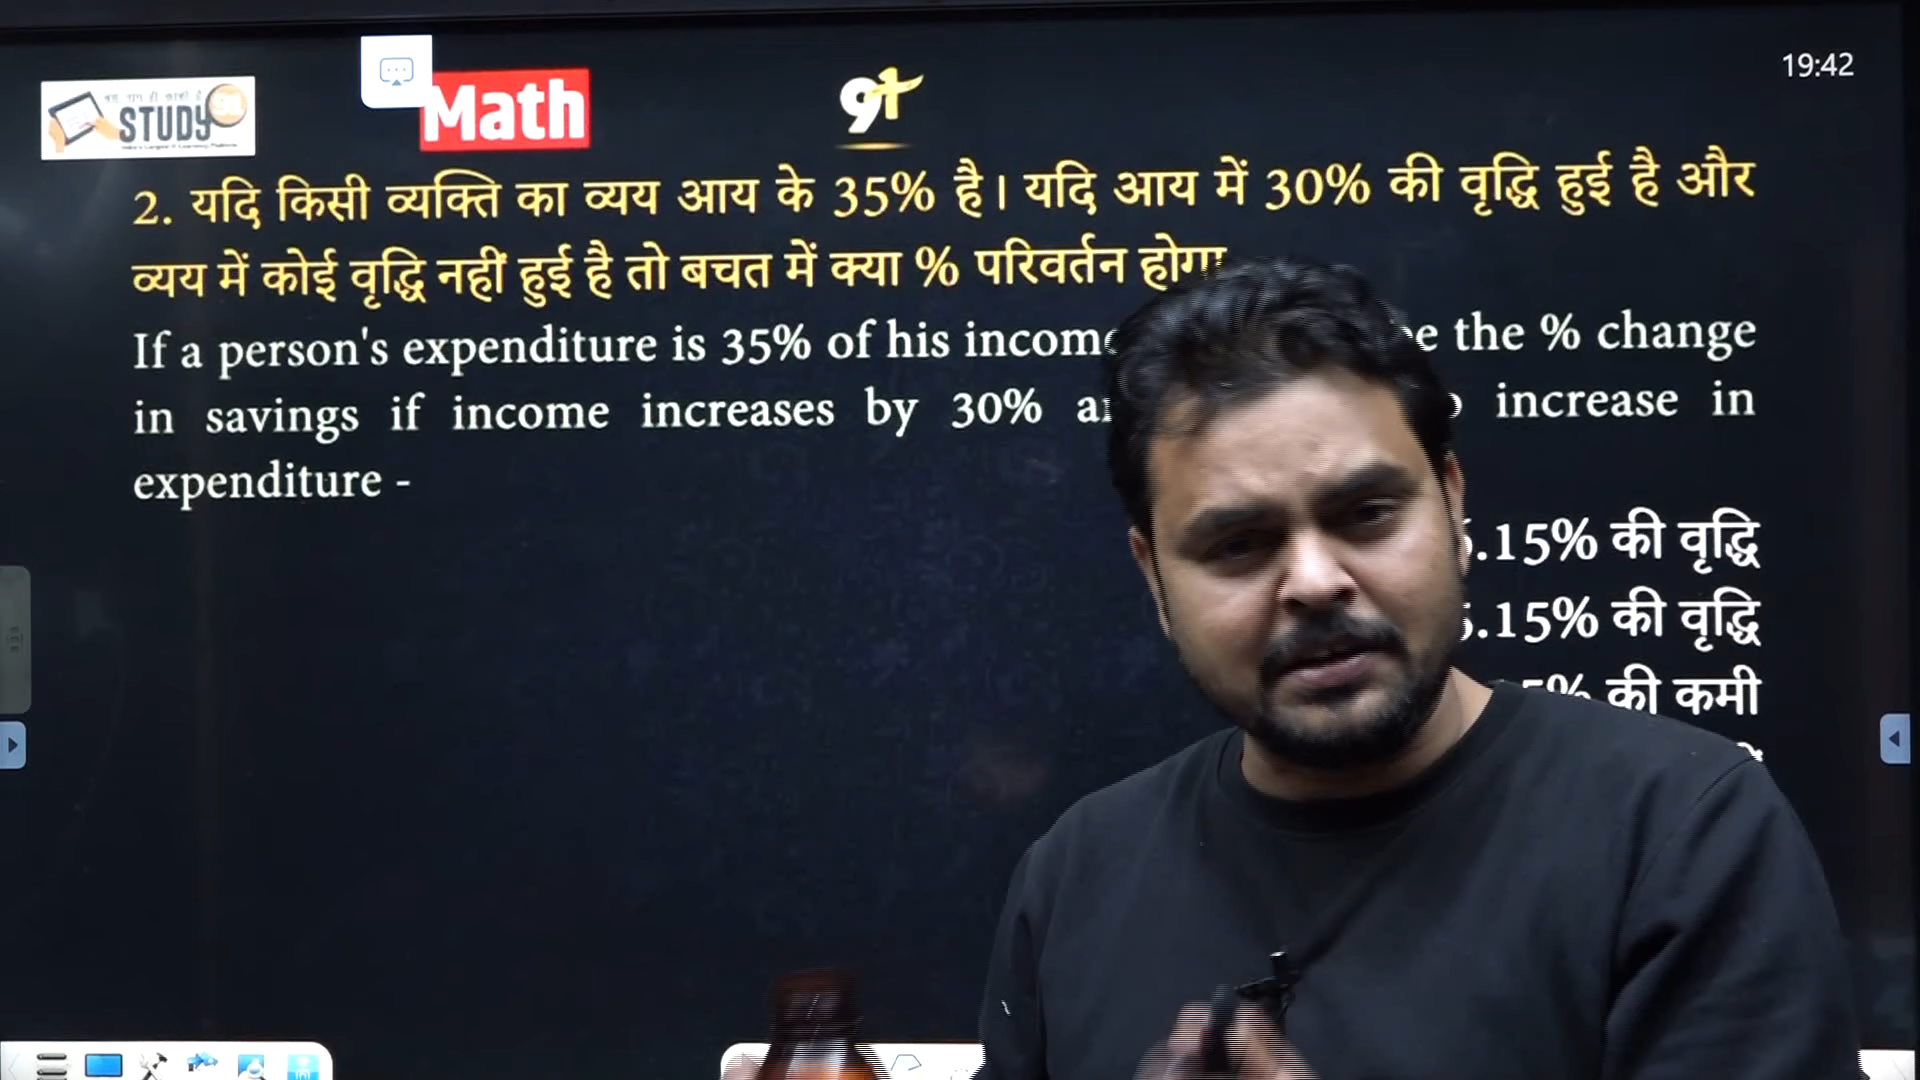 19:42
STUDY
Math
9+
2. यदि किसी व्यक्ति का व्यय आय के 35% है। यदि आय में 30% की वृद्धि हुई है और
व्यय में कोई वृद्धि नहीं हुई है तो बचत में क्या % परिवर्तन होगा
If a person's expenditure is 35% of his income the % change
in savings if income increases by 30% increase in
expenditure -
.15% की वृद्धि
.15% की वृद्धि
5% की कमी